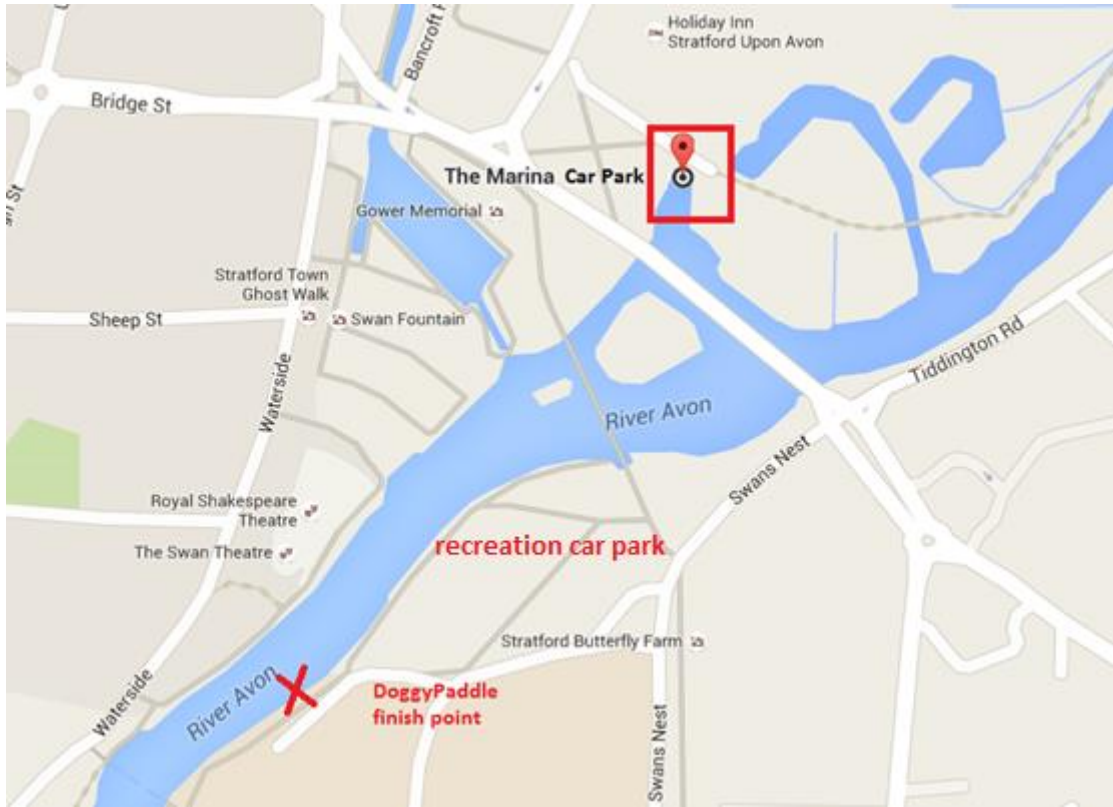 Holiday Inn
Stratford Upon Avon
Bancroft
Bridge St
The Marina Car Park
Gower Memorial
Stratford Town
Ghost Walk
Sheep St
Swan Fountain
Tiddington Rd
Waterside
River Avon
Swans Nest
Royal Shakespeare
Theatre
The Swan Theatre
recreation car park
Stratford Butterfly Farm
DoggyPaddle
finish point
River Avon
Waterside
Swans Nest